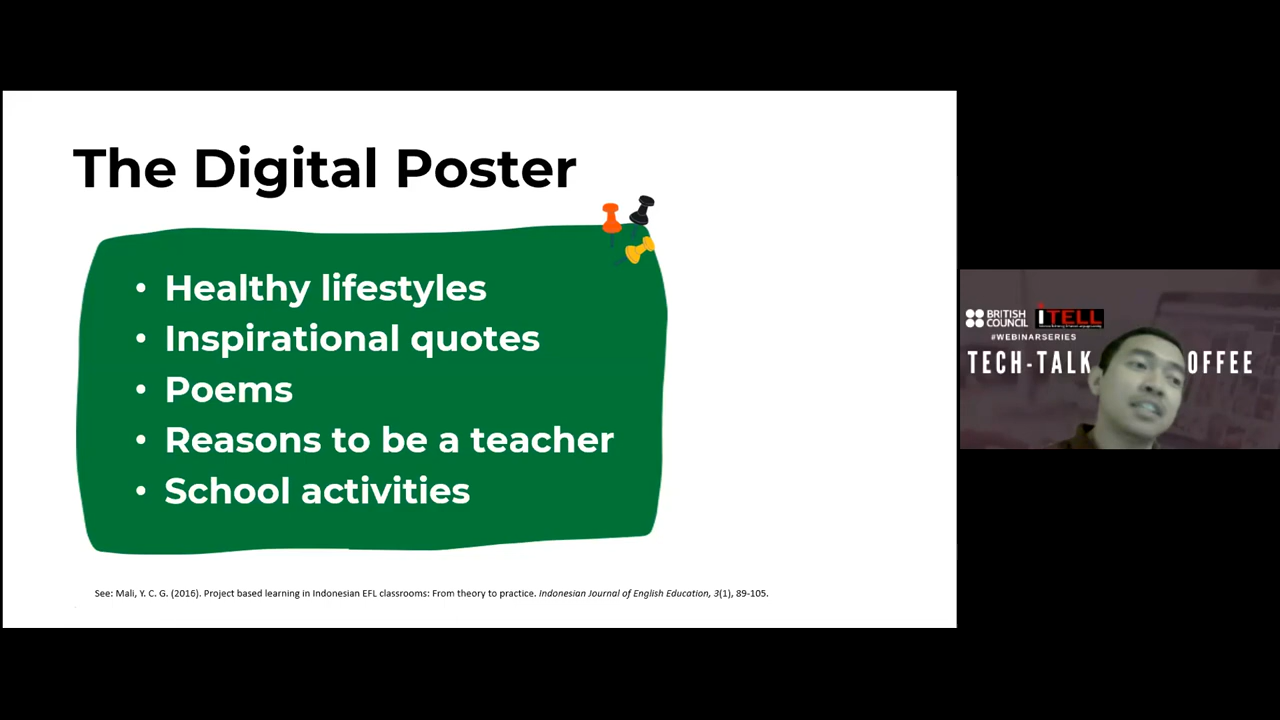 The Digital Poster
• Healthy lifestyles
• Inspirational quotes
• Poems
• Reasons to be a teacher
• School activities
See: Mali, Y. C. G. (2016). Project based learning in Indonesian EFL classrooms: From theory to practice. Indonesian Journal of English Education, 3(1), 89-105.
BRITISH
COUNCIL
iTELL
#WEBINARSERIES
TECH-TALK OFFEE